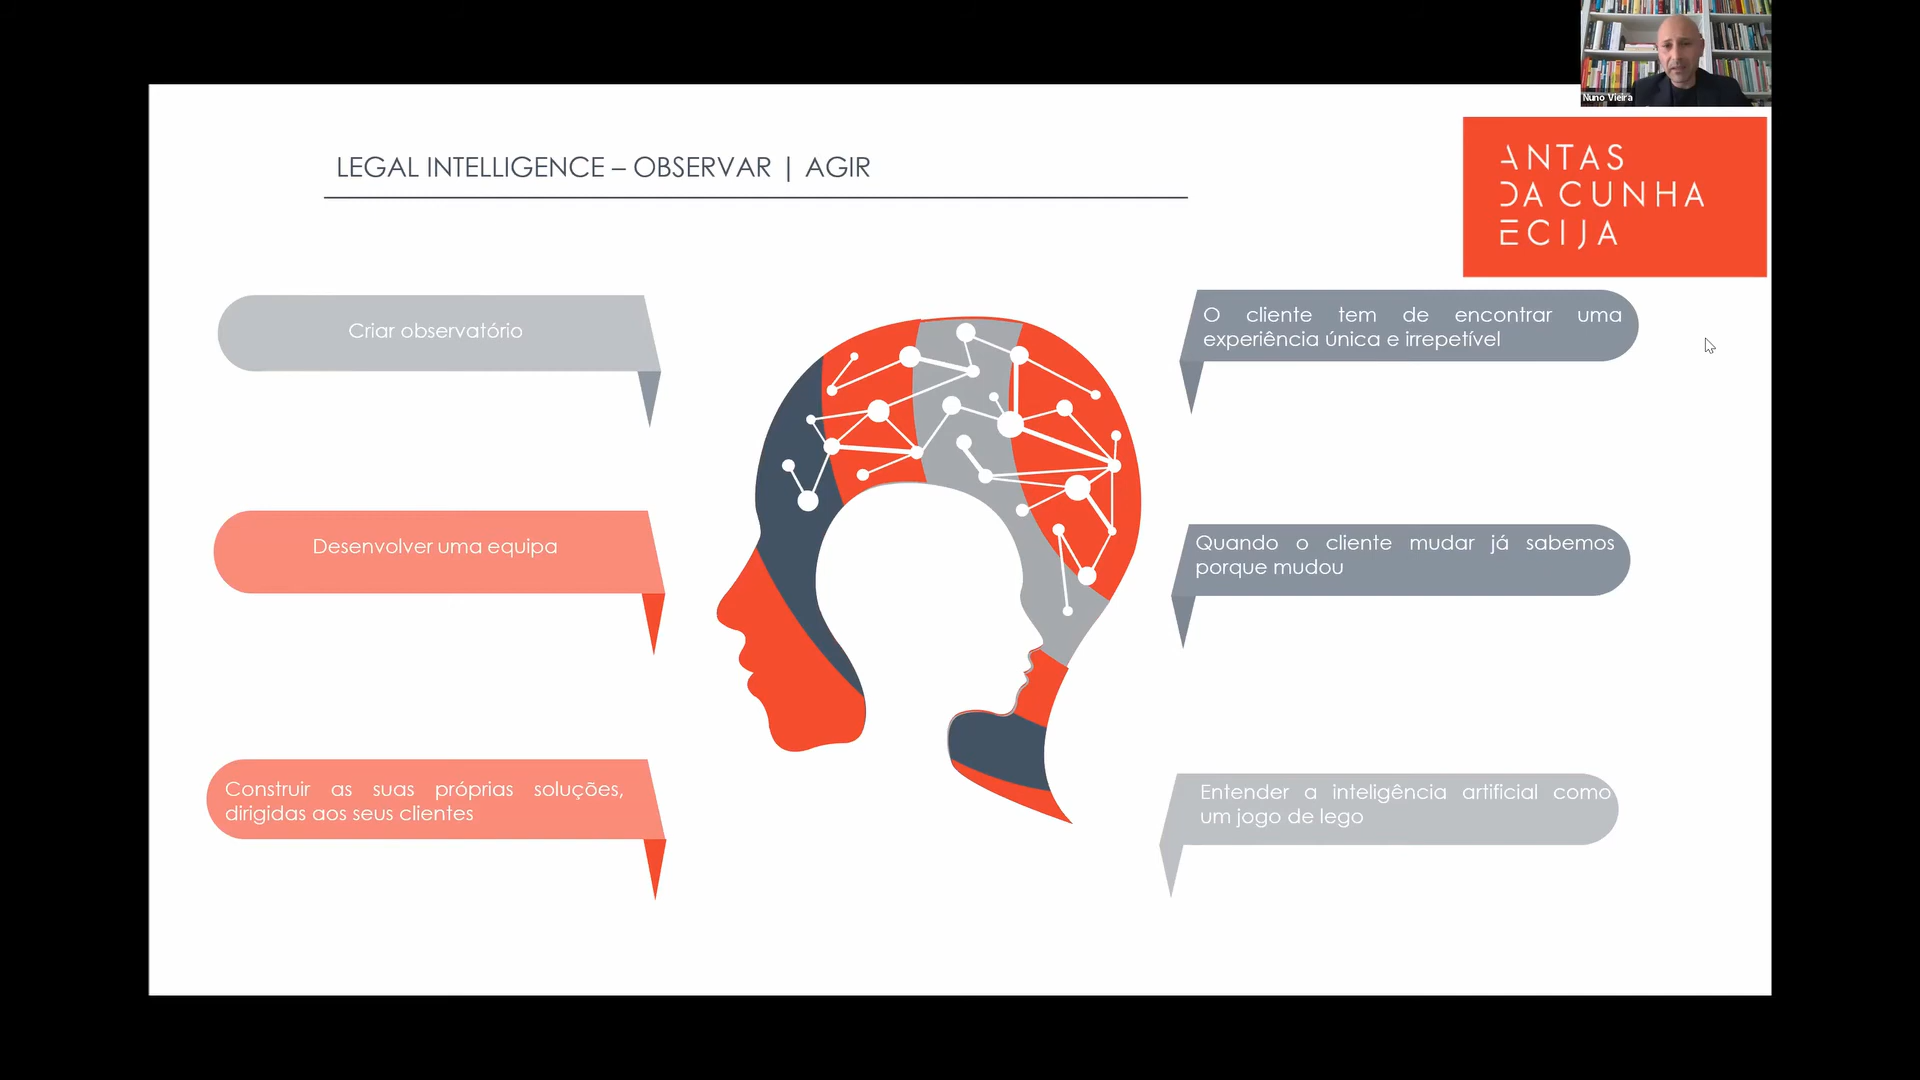 Nuno Vieira
LEGAL INTELLIGENCE – OBSERVAR | AGIR
ANTAS
DA CUNHA
ECIJA
Criar observatório
Desenvolver uma equipa
Construir as suas próprias soluções,
dirigidas aos seus clientes
O cliente tem de encontrar uma
experiência única e irrepetível
Quando o cliente mudar já sabemos
porque mudou
Entender a inteligência artificial como
um jogo de lego